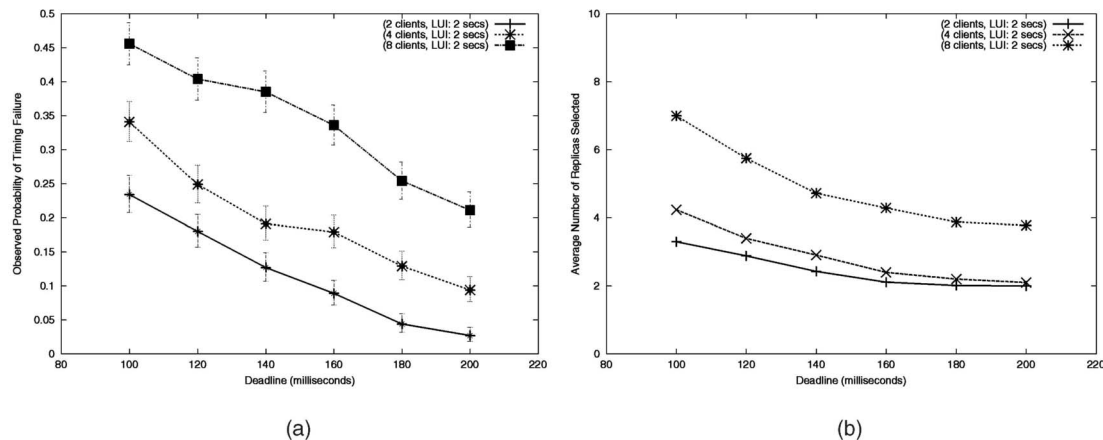 0.5
0.45
0.4
0.35
0.3
0.25
0.2
0.15
0.1
0.05
0
80 100 120 140 160 180 200 220
Deadline (milliseconds)
Observed Probability of Timing Failure
(2 clients, LUI: 2 secs)
(4 clients, LUI: 2 secs)
(8 clients, LUI: 2 secs)
(a)
10
8
6
4
2
0
80 100 120 140 160 180 200 220
Deadline (milliseconds)
Average Number of Replicas Selected
(2 clients, LUI: 2 secs)
(4 clients, LUI: 2 secs)
(8 clients, LUI: 2 secs)
(b)